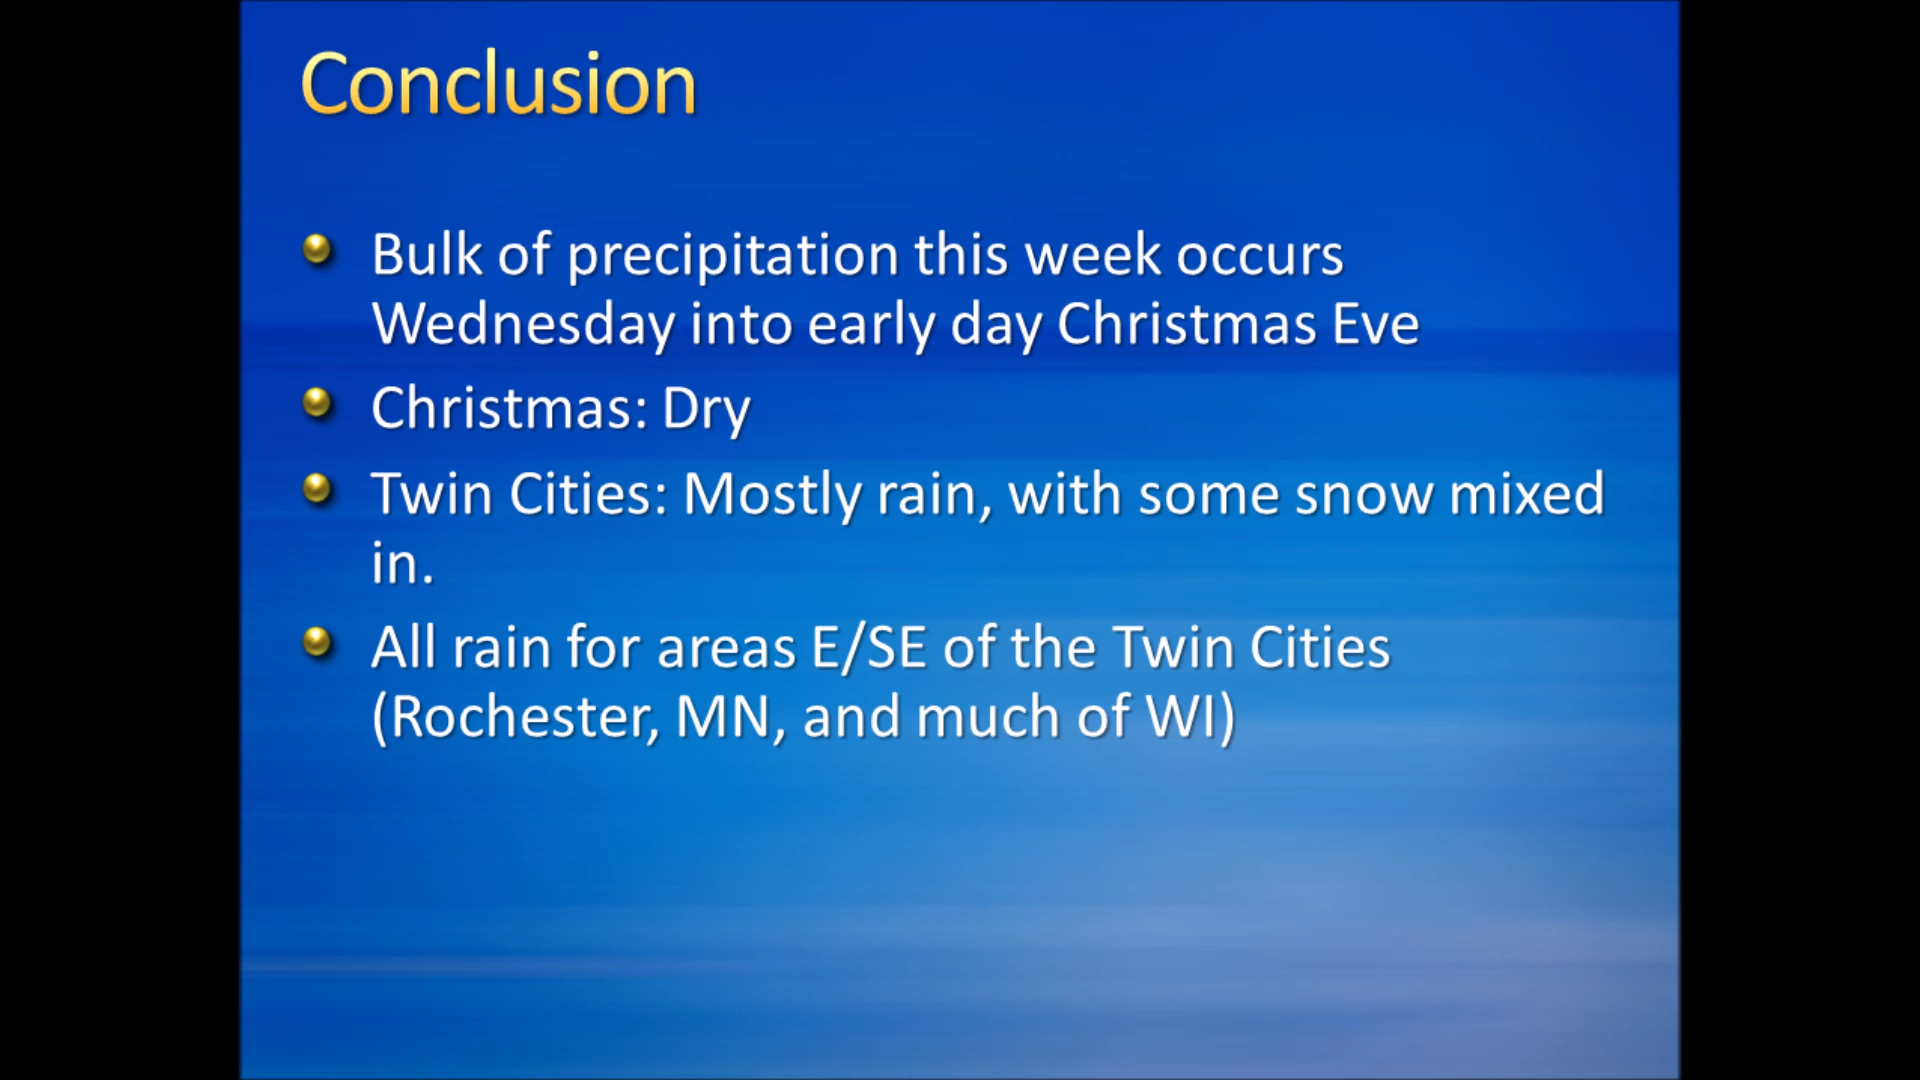 Conclusion
Bulk of precipitation this week occurs
Wednesday into early day Christmas Eve
Christmas: Dry
Twin Cities: Mostly rain, with some snow mixed
in.
All rain for areas E/SE of the Twin Cities
(Rochester, MN, and much of WI)